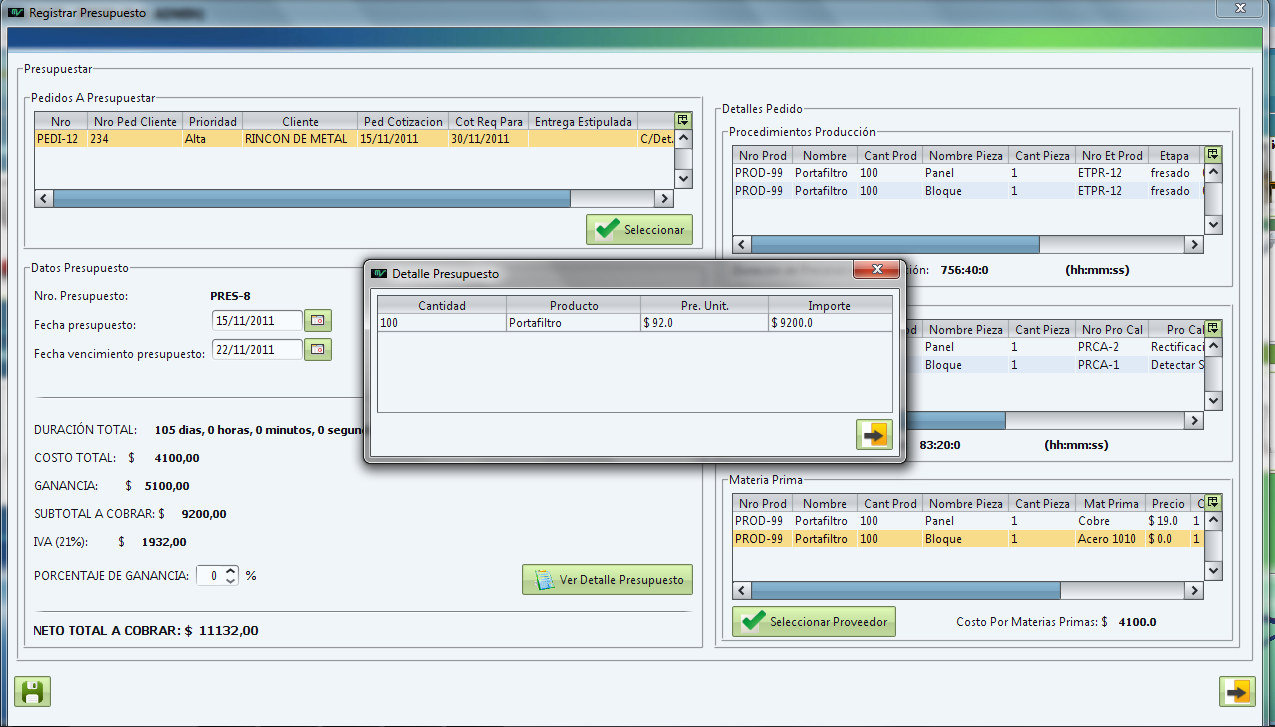 Registrar Presupuesto
Presupuestar
Pedidos A Presupuestar
Nro Nro Ped Cliente Prioridad Cliente Ped Cotizacion Cot Req Para Entrega Estipulada
PEDI-12 234 Alta RINCON DE METAL 15/11/2011 30/11/2011 C/Det.
Seleccionar
Datos Presupuesto
Nro. Presupuesto: PRES-8
Fecha presupuesto: 15/11/2011
Fecha vencimiento presupuesto: 22/11/2011
DURACIÓN TOTAL: 105 dias, 0 horas, 0 minutos, 0 segun
COSTO TOTAL: $ 4100,00
GANANCIA: $ 5100,00
SUBTOTAL A COBRAR: $ 9200,00
IVA (21%): $ 1932,00
PORCENTAJE DE GANANCIA: 0 %
Ver Detalle Presupuesto
NETO TOTAL A COBRAR: $ 11132,00
Detalle Presupuesto
Cantidad Producto Pre. Unit. Importe
100 Portafiltro $ 92.0 $ 9200.0
Detalles Pedido
Procedimientos Producción
Nro Prod Nombre Cant Prod Nombre Pieza Cant Pieza Nro Et Prod Etapa
PROD-99 Portafiltro 100 Panel 1 ETPR-12 fresado
PROD-99 Portafiltro 100 Bloque 1 ETPR-12 fresado
ción: 756:40:0 (hh:mm:ss)
od Nombre Pieza Cant Pieza Nro Pro Cal Pro Cal
Panel 1 PRCA-2 Rectificaci
Bloque 1 PRCA-1 Detectar S
83:20:0 (hh:mm:ss)
Materia Prima
Nro Prod Nombre Cant Prod Nombre Pieza Cant Pieza Mat Prima Precio C
PROD-99 Portafiltro 100 Panel 1 Cobre $ 19.0 1
PROD-99 Portafiltro 100 Bloque 1 Acero 1010 $ 0.0 1
Seleccionar Proveedor
Costo Por Materias Primas: $ 4100.0